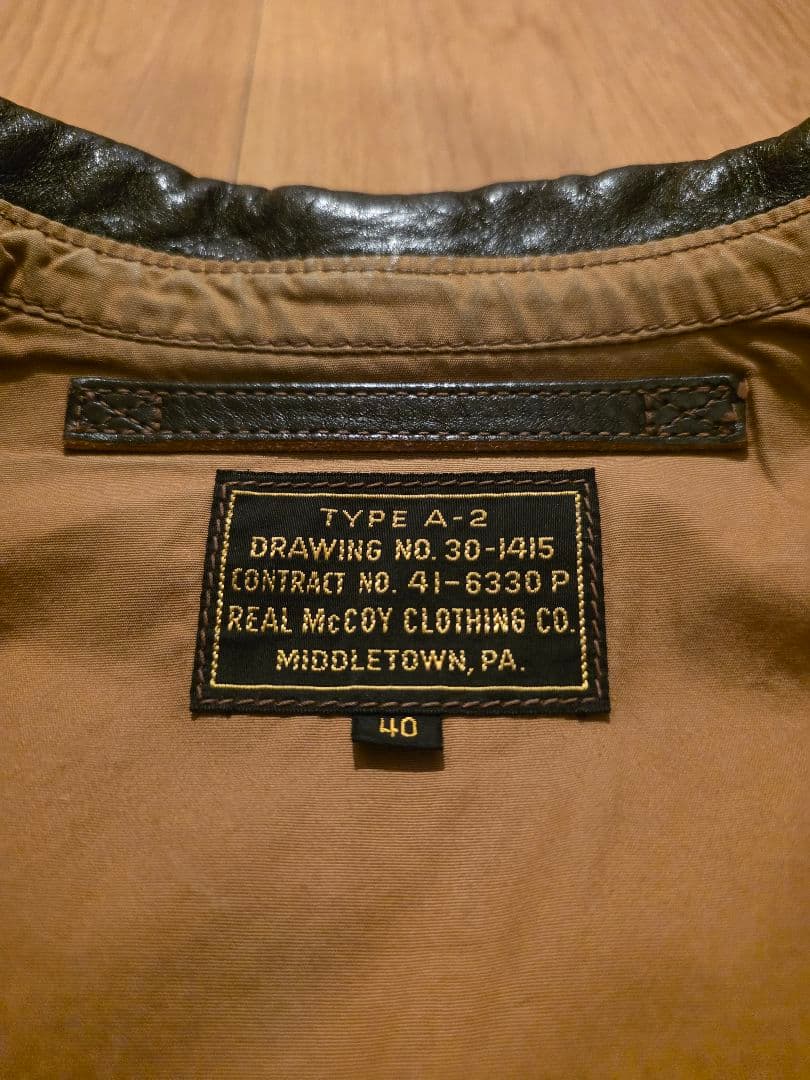 TYPE A-2
DRAWING NO. 30-1415
CONTRACT NO. 41-6330 P
REAL McCOY CLOTHING CO.
MIDDLETOWN, PA.
40